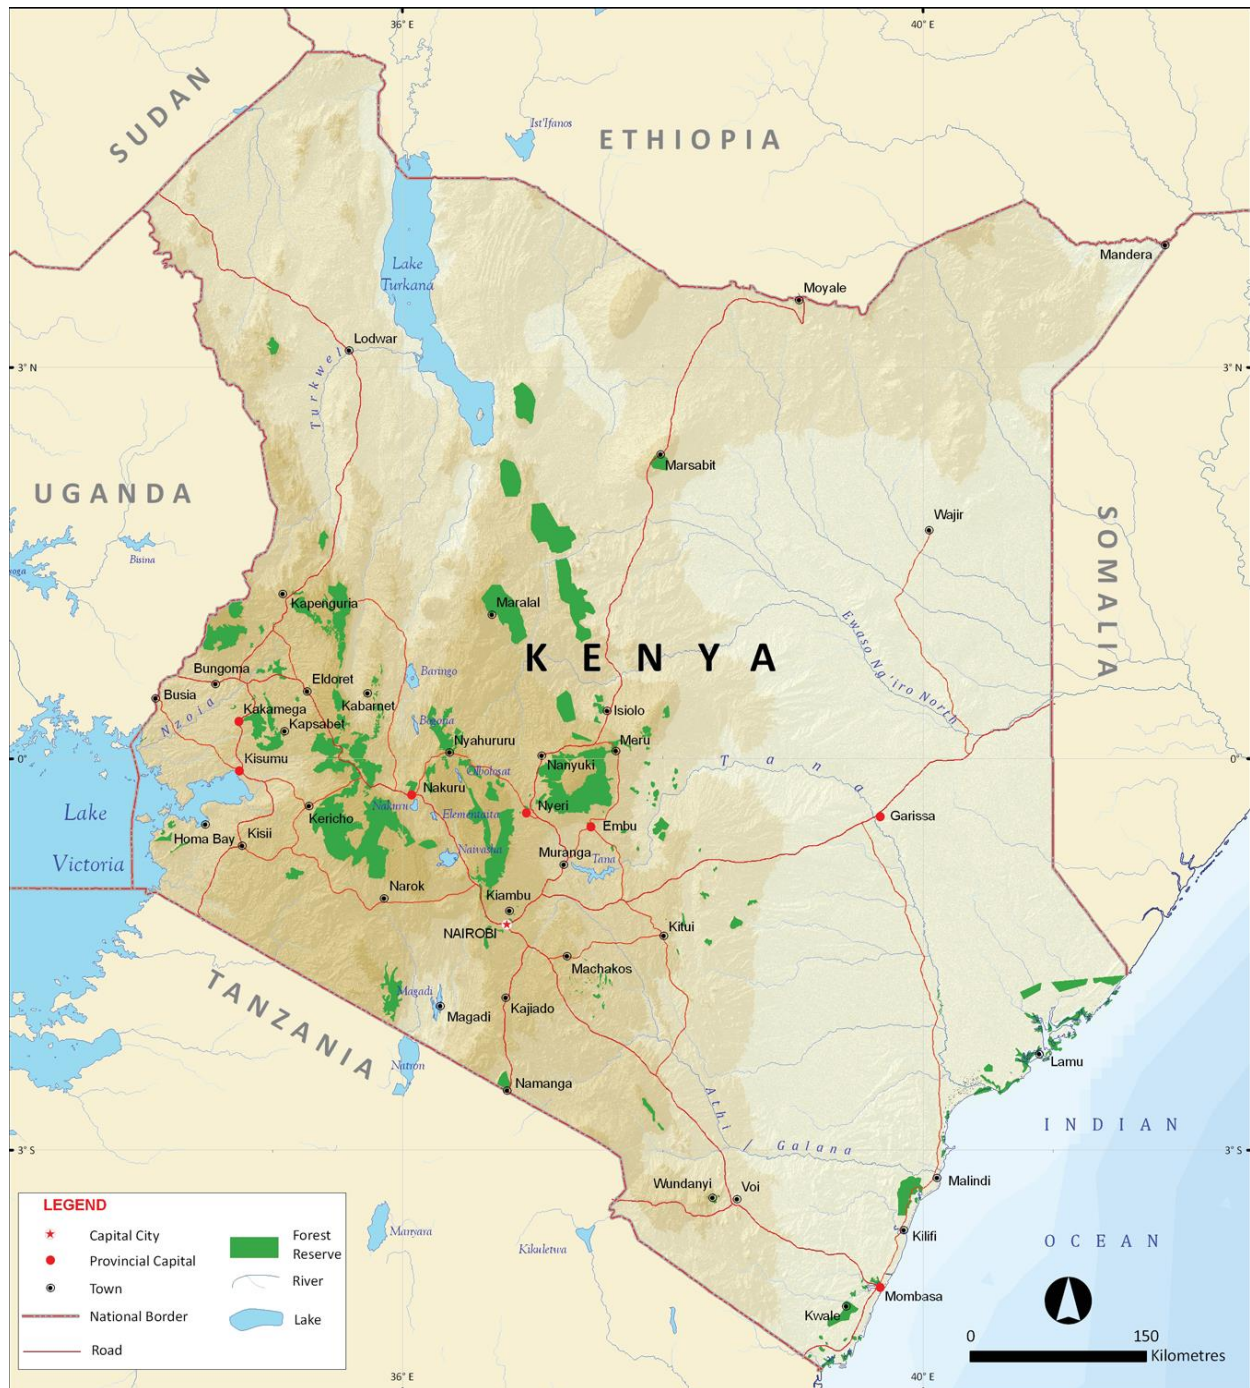 36° E
40° E
SUDAN
Ist'Ifanos
ETHIOPIA
Mandera
Lake
Turkana
Moyale
Lodwar
3° N
3° N
Turkwel
Marsabit
UGANDA
Wajir
SOMALIA
Bisina
Kapenguria
Maralal
KENYA
Ewaso Ng'iro North
Bungoma
Baringo
Eldoret
Busia
Kabarnet
Nzoia
Kakamega
Isiolo
Bogoria
Kapsabet
Nyahururu
Meru
Kisumu
Nanyuki
Tana
0°
0°
Olbolosat
Nakuru
Nakuru
Nyeri
Lake
Elementaita
Kericho
Embu
Garissa
Homa Bay
Kisii
Victoria
Naivasha
Muranga
Tana
Narok
Kiambu
NAIROBI
Kitui
Machakos
TANZANIA
Magadi
Magadi
Kajiado
Natron
Namanga
Lamu
Athi / Galana
INDIAN
3° S
3° S
Wundanyi
Voi
Malindi
Manyara
Kikuletwa
Kilifi
OCEAN
Mombasa
Kwale
LEGEND
Capital City
Provincial Capital
Town
National Border
Road
Forest
Reserve
River
Lake
0
150
Kilometres
36° E
40° E